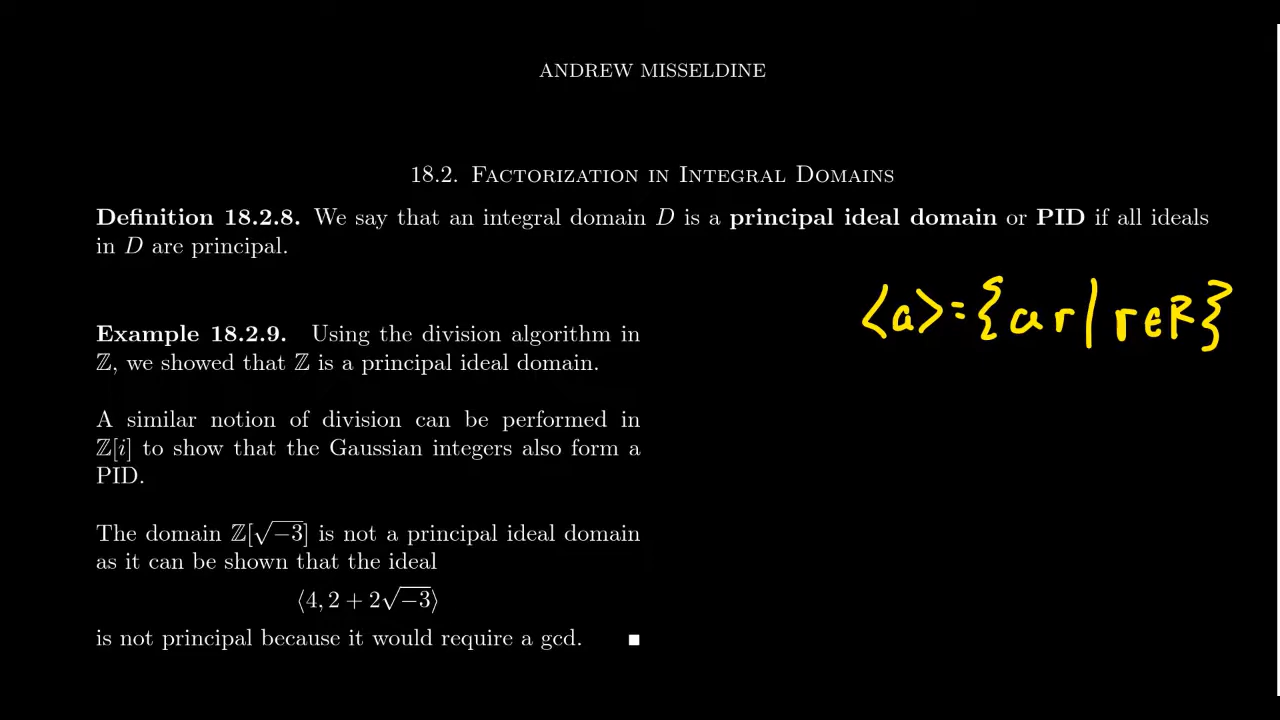 ANDREW MISSELDINE
18.2. FACTORIZATION IN INTEGRAL DOMAINS
Definition 18.2.8. We say that an integral domain D is a principal ideal domain or PID if all ideals
in D are principal.
⟨a⟩={ar|r∈R}
Example 18.2.9. Using the division algorithm in
ℤ, we showed that ℤ is a principal ideal domain.
A similar notion of division can be performed in
ℤ[i] to show that the Gaussian integers also form a
PID.
The domain ℤ[√−3] is not a principal ideal domain
as it can be shown that the ideal
⟨4, 2 + 2√−3⟩
is not principal because it would require a gcd. ■